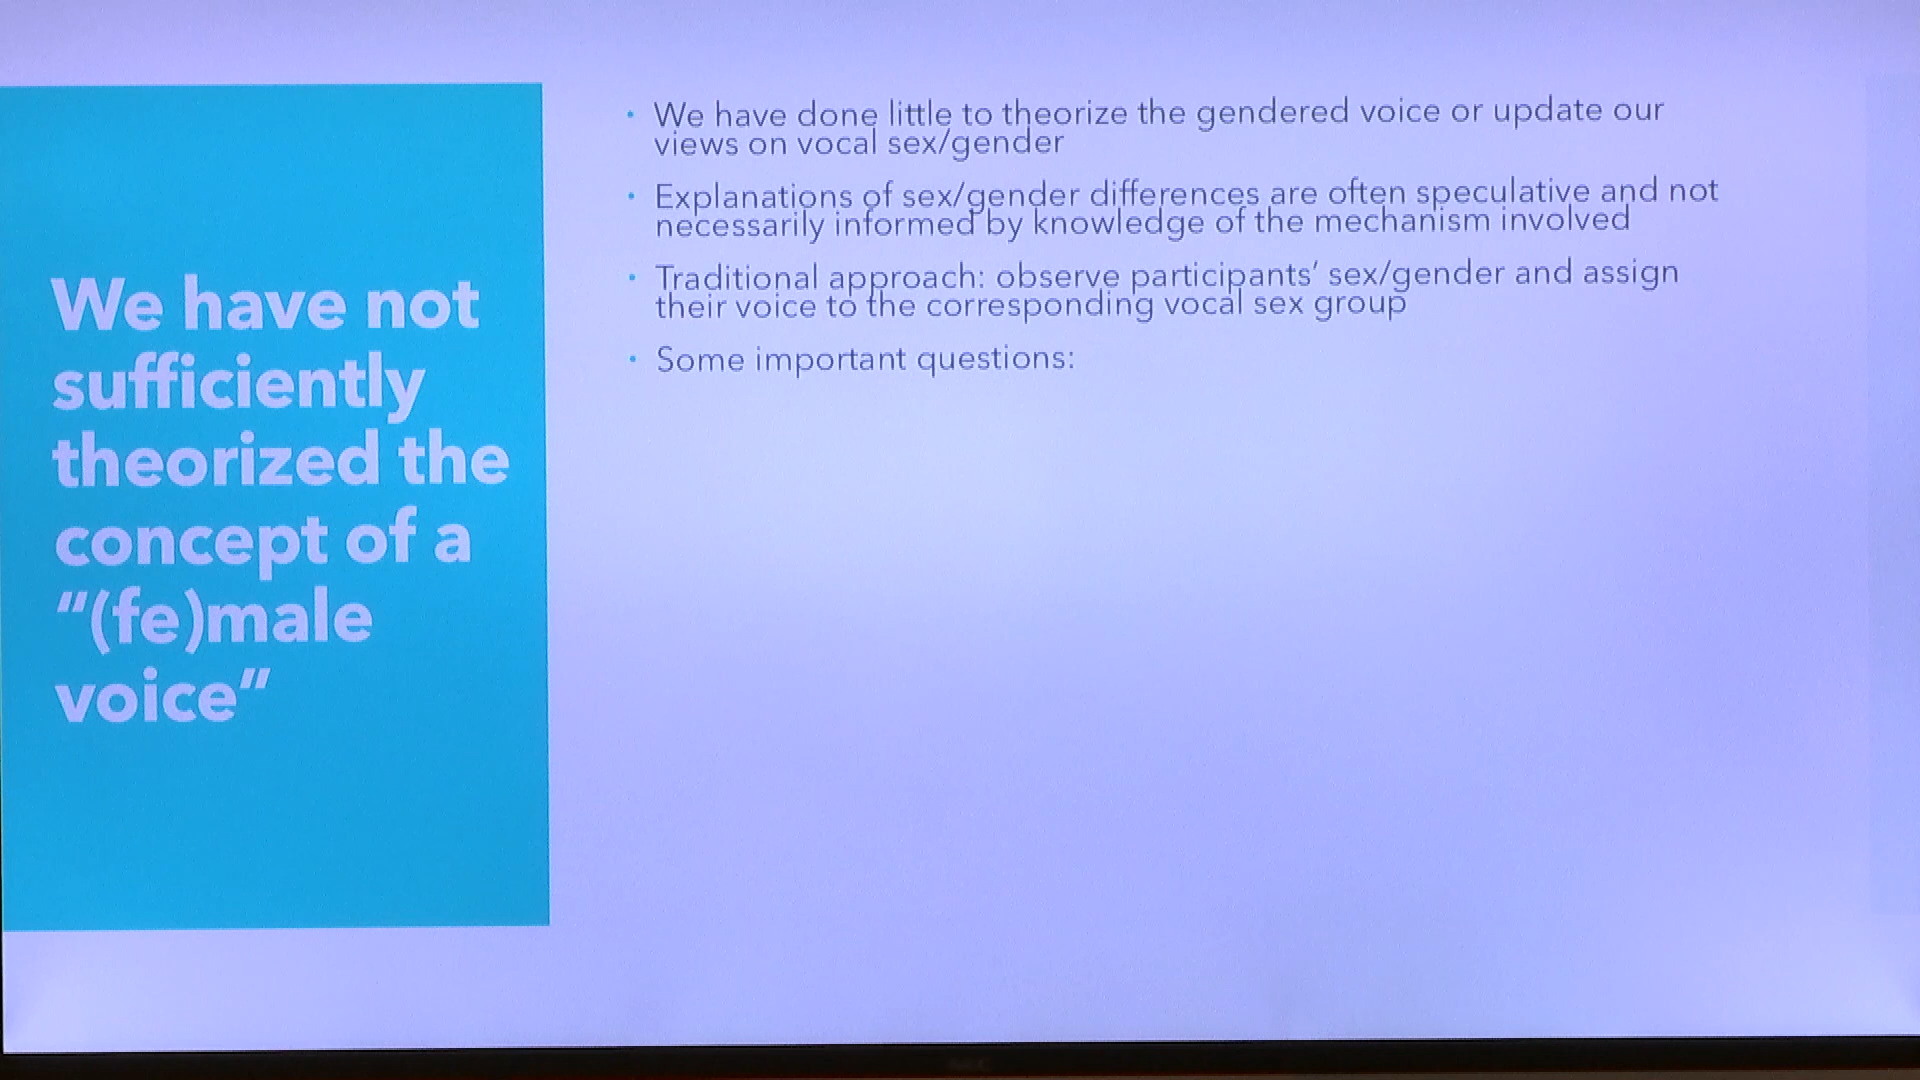 We have not
sufficiently
theorized the
concept of a
"(fe)male
voice"
• We have done little to theorize the gendered voice or update our
views on vocal sex/gender
• Explanations of sex/gender differences are often speculative and not
necessarily informed by knowledge of the mechanism involved
• Traditional approach: observe participants' sex/gender and assign
their voice to the corresponding vocal sex group
• Some important questions: